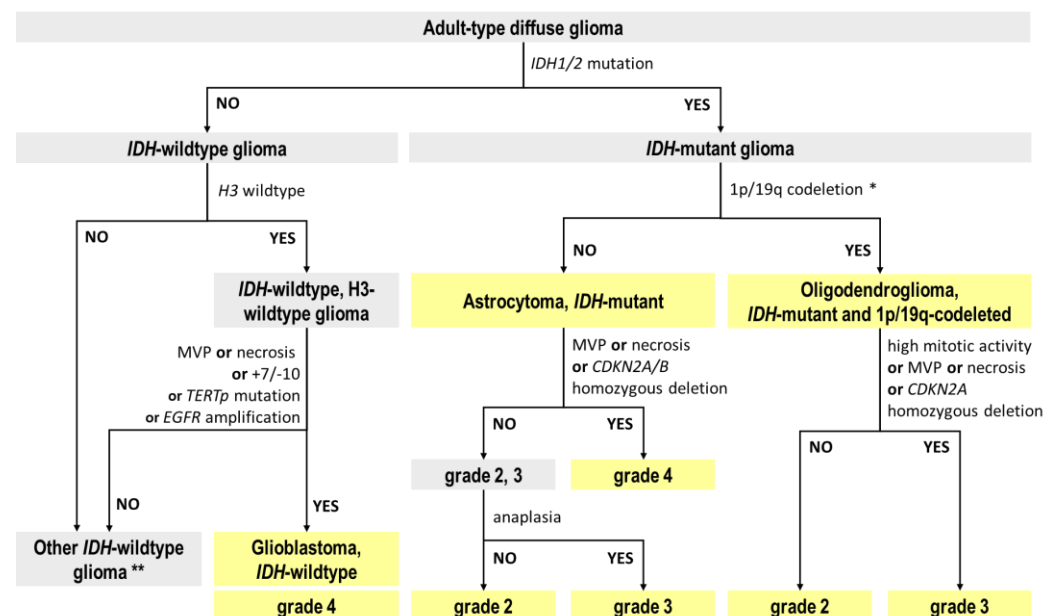 Adult-type diffuse glioma
IDH1/2 mutation
NO
YES
IDH-wildtype glioma
IDH-mutant glioma
H3 wildtype
1p/19q codeletion *
NO
YES
NO
YES
IDH-wildtype, H3-
wildtype glioma
Astrocytoma, IDH-mutant
Oligodendroglioma,
IDH-mutant and 1p/19q-codeleted
MVP or necrosis
or +7/-10
or TERTp mutation
or EGFR amplification
MVP or necrosis
or CDKN2A/B
homozygous deletion
high mitotic activity
or MVP or necrosis
or CDKN2A
homozygous deletion
NO
YES
NO
YES
grade 2, 3
grade 4
NO
YES
anaplasia
Other IDH-wildtype
glioma **
Glioblastoma,
IDH-wildtype
NO
YES
grade 4
grade 2
grade 3
grade 2
grade 3